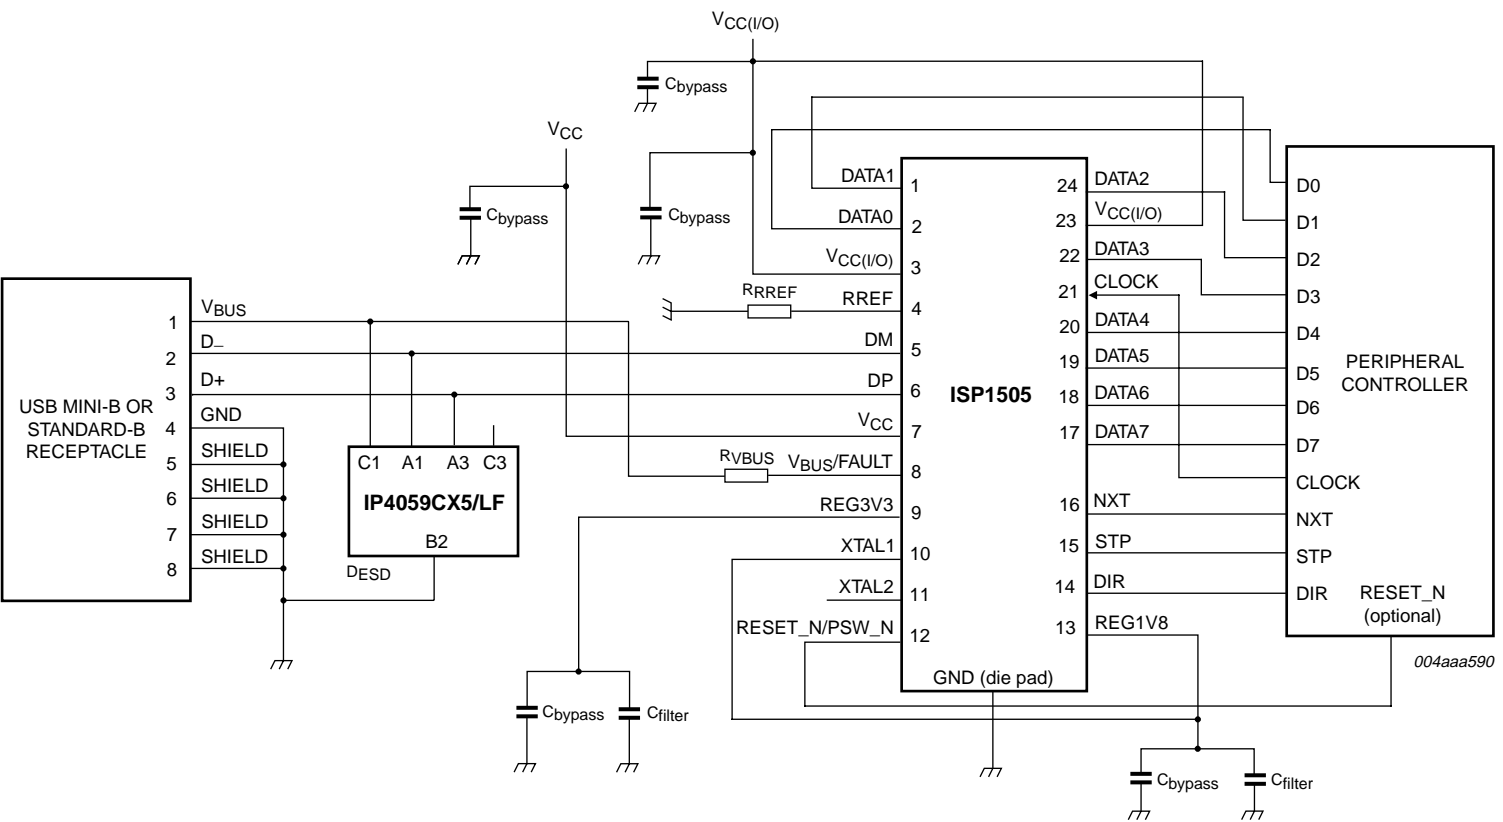 VCC(I/O)
Cbypass
VCC
Cbypass
Cbypass
USB MINI-B OR
STANDARD-B
RECEPTACLE
1 VBUS
2 D–
3 D+
4 GND
5 SHIELD
6 SHIELD
7 SHIELD
8 SHIELD
C1 A1 A3 C3
IP4059CX5/LF
B2
DESD
RRREF
RVBUS
DATA1 1
DATA0 2
VCC(I/O) 3
RREF 4
DM 5
DP 6
VCC 7
VBUS/FAULT 8
REG3V3 9
XTAL1 10
XTAL2 11
RESET_N/PSW_N 12
ISP1505
GND (die pad)
24 DATA2
23 VCC(I/O)
22 DATA3
21 CLOCK
20 DATA4
19 DATA5
18 DATA6
17 DATA7
16 NXT
15 STP
14 DIR
13 REG1V8
D0
D1
D2
D3
D4
D5
D6
D7
CLOCK
NXT
STP
DIR
PERIPHERAL
CONTROLLER
RESET_N
(optional)
004aaa590
Cbypass
Cfilter
Cbypass
Cfilter